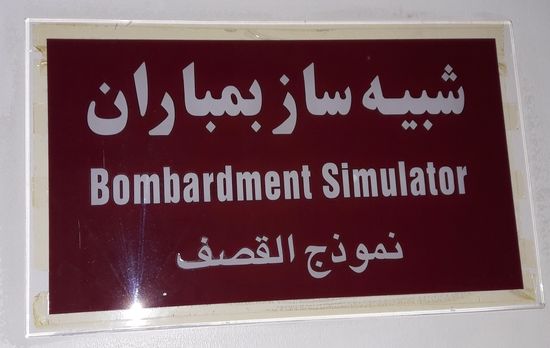 شبیه ساز بمباران
Bombardment Simulator
نموذج القصف